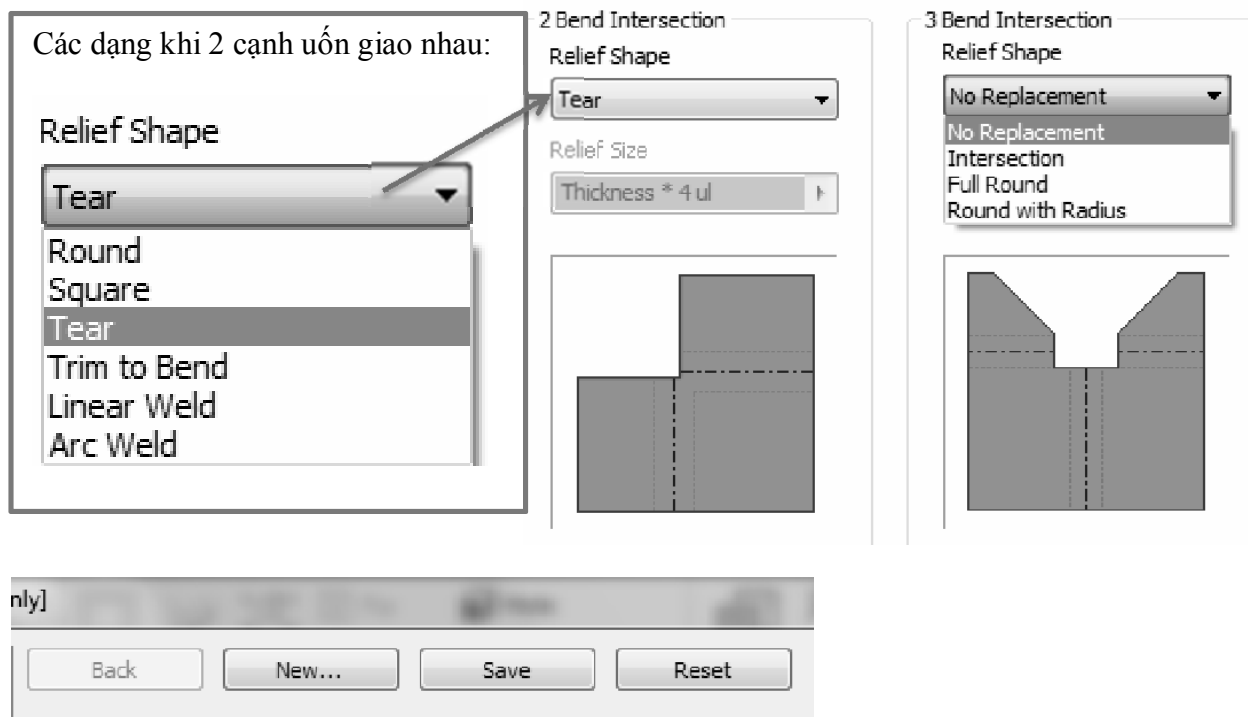 Các dạng khi 2 cạnh uốn giao nhau:
Relief Shape
Tear
Round
Square
Tear
Trim to Bend
Linear Weld
Arc Weld
2 Bend Intersection
Relief Shape
Tear
Relief Size
Thickness * 4 ul
3 Bend Intersection
Relief Shape
No Replacement
No Replacement
Intersection
Full Round
Round with Radius
nly]
Back
New...
Save
Reset